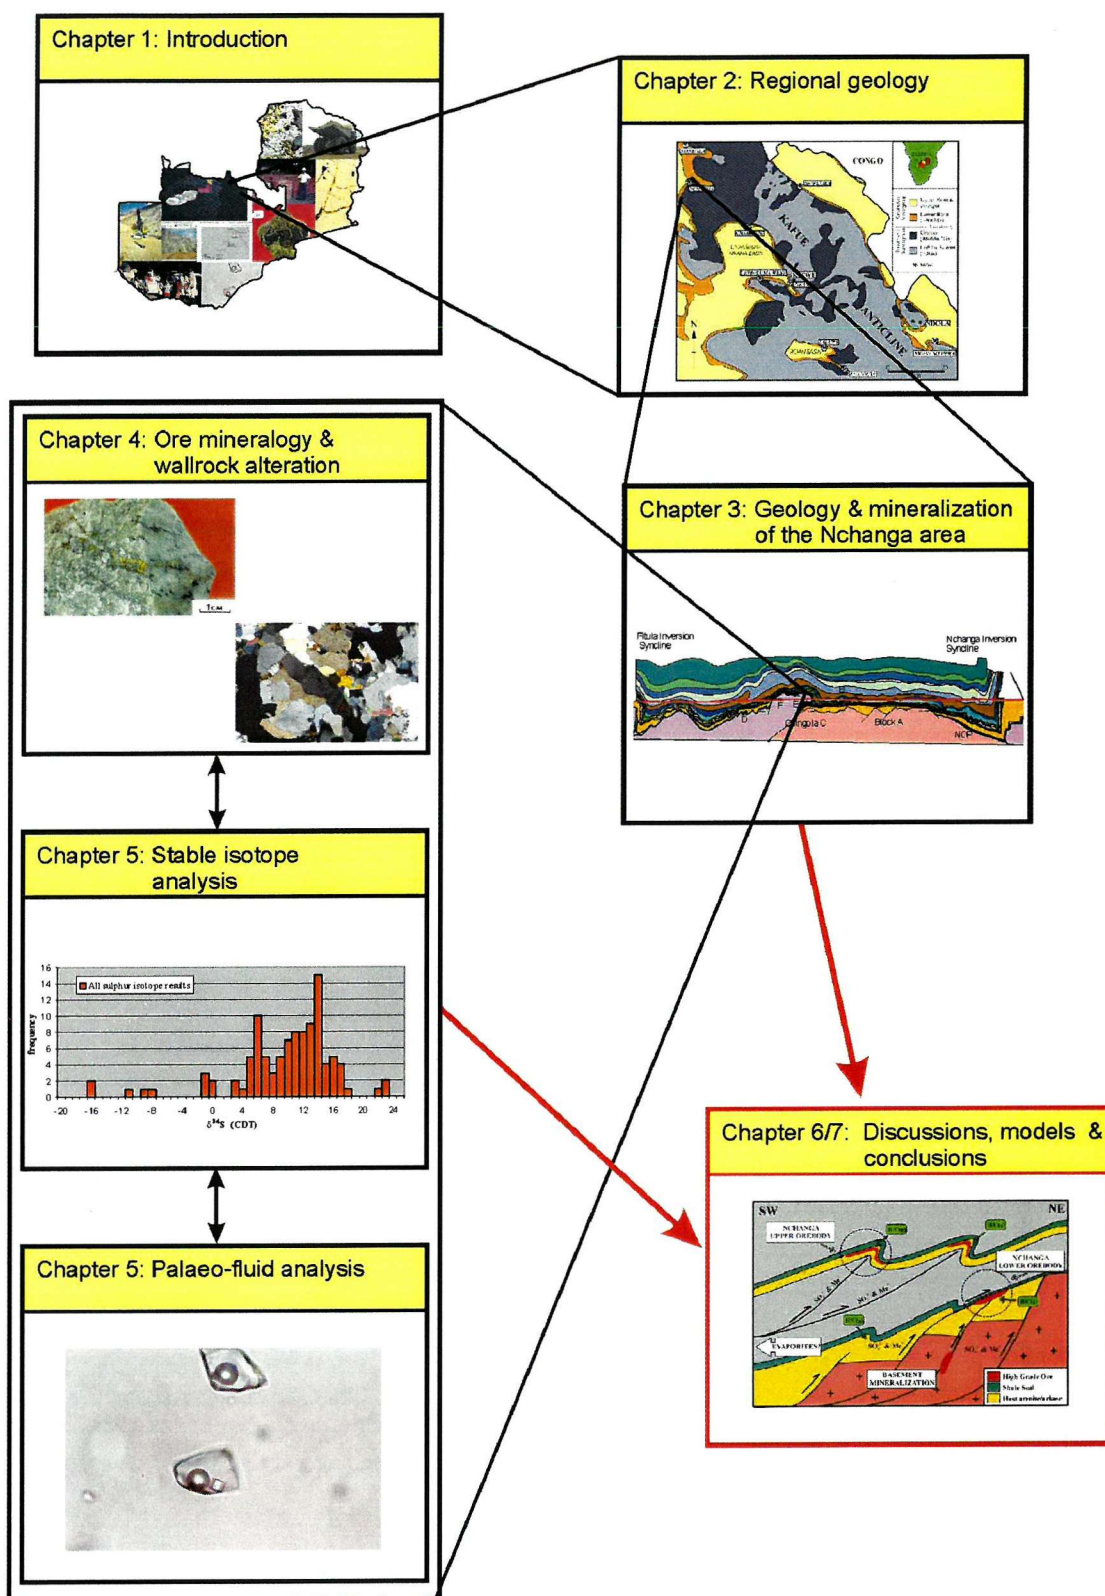 Chapter 1: Introduction
Chapter 2: Regional geology
CONGO
KAFUE
ANTICLINE
N
Chapter 3: Geology & mineralization
of the Nchanga area
Fitula Inversion
Syncline
Nchanga Inversion
Syncline
D
F
E
Chingola C
Block A
NOP
Chapter 4: Ore mineralogy &
wallrock alteration
1cm
Chapter 5: Stable isotope
analysis
All sulphur isotope results
frequency
16
14
12
10
8
6
4
2
0
-20 -16 -12 -8 -4 0 4 8 12 16 20 24
δ³⁴S (CDT)
Chapter 5: Palaeo-fluid analysis
Chapter 6/7: Discussions, models &
conclusions
SW
NE
NCHANGA
UPPER OREBODY
NCHANGA
LOWER OREBODY
EVAPORITES
BASEMENT
MINERALIZATION
High Grade Ore
Shale Seal
Host arenite/arkose